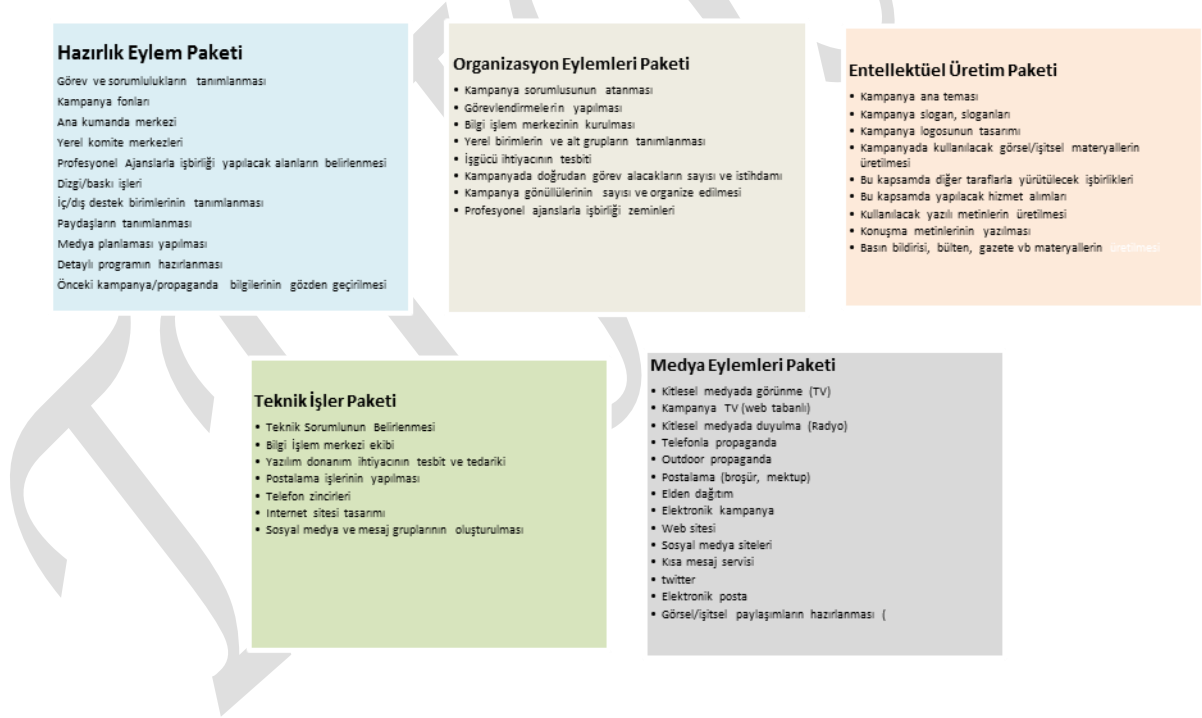 Hazırlık Eylem Paketi
Görev ve sorumlulukların tanımlanması
Kampanya fonları
Ana kumanda merkezi
Yerel komite merkezleri
Profesyonel Ajanslarla işbirliği yapılacak alanların belirlenmesi
Dizgi/baskı işleri
İç/dış destek birimlerinin tanımlanması
Paydaşların tanımlanması
Medya planlaması yapılması
Detaylı programın hazırlanması
Önceki kampanya/propaganda bilgilerinin gözden geçirilmesi
Organizasyon Eylemleri Paketi
• Kampanya sorumlusunun atanması
• Görevlendirmelerin yapılması
• Bilgi işlem merkezinin kurulması
• Yerel birimlerin ve alt grupların tanımlanması
• İşgücü ihtiyacının tesbiti
• Kampanyada doğrudan görev alacakların sayısı ve istihdamı
• Kampanya gönüllülerinin sayısı ve organize edilmesi
• Profesyonel ajanslarla işbirliği zeminleri
Entellektüel Üretim Paketi
• Kampanya ana teması
• Kampanya slogan, sloganları
• Kampanya logosunun tasarımı
• Kampanyada kullanılacak görsel/işitsel materyallerin
üretilmesi
• Bu kapsamda diğer taraflarla yürütülecek işbirlikleri
• Bu kapsamda yapılacak hizmet alımları
• Kullanılacak yazılı metinlerin üretilmesi
• Konuşma metinlerinin yazılması
• Basın bildirisi, bülten, gazete vb materyallerin üretilmesi
Teknik İşler Paketi
• Teknik Sorumlunun Belirlenmesi
• Bilgi İşlem merkezi ekibi
• Yazılım donanım ihtiyacının tesbit ve tedariki
• Postalama işlerinin yapılması
• Telefon zincirleri
• Internet sitesi tasarımı
• Sosyal medya ve mesaj gruplarının oluşturulması
Medya Eylemleri Paketi
• Kitlesel medyada görünme (TV)
• Kampanya TV (web tabanlı)
• Kitlesel medyada duyulma (Radyo)
• Telefonla propaganda
• Outdoor propaganda
• Postalama (broşür, mektup)
• Elden dağıtım
• Elektronik kampanya
• Web sitesi
• Sosyal medya siteleri
• Kısa mesaj servisi
• twitter
• Elektronik posta
• Görsel/işitsel paylaşımların hazırlanması (